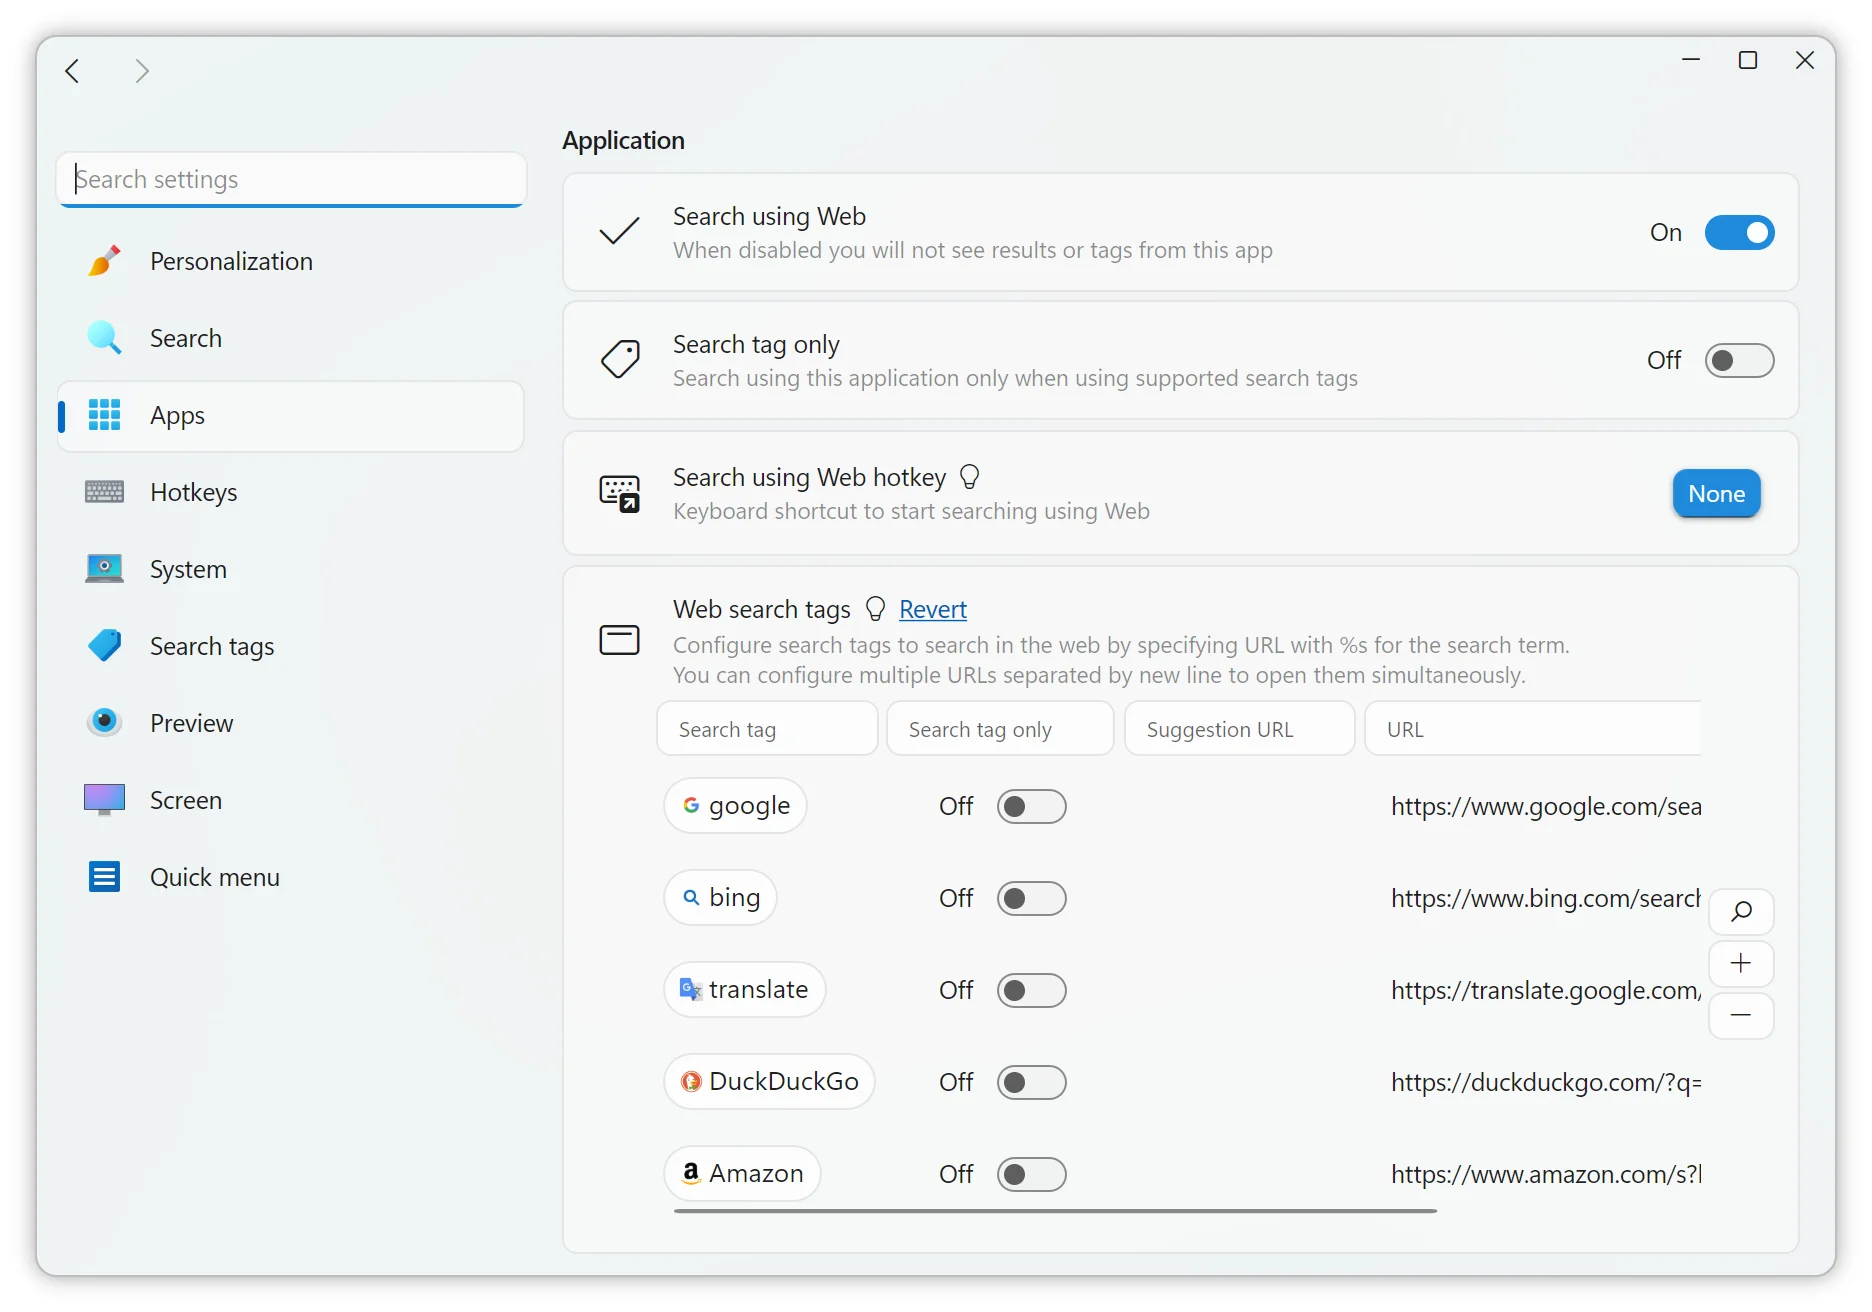 Application
Search settings
Personalization
Search
Apps
Hotkeys
System
Search tags
Preview
Screen
Quick menu
Search using Web
When disabled you will not see results or tags from this app
On
Search tag only
Search using this application only when using supported search tags
Off
Search using Web hotkey
Keyboard shortcut to start searching using Web
None
Web search tags Revert
Configure search tags to search in the web by specifying URL with %s for the search term.
You can configure multiple URLs separated by new line to open them simultaneously.
Search tag Search tag only Suggestion URL URL
google Off https://www.google.com/sea
bing Off https://www.bing.com/search
translate Off https://translate.google.com/
DuckDuckGo Off https://duckduckgo.com/?q=
Amazon Off https://www.amazon.com/s?